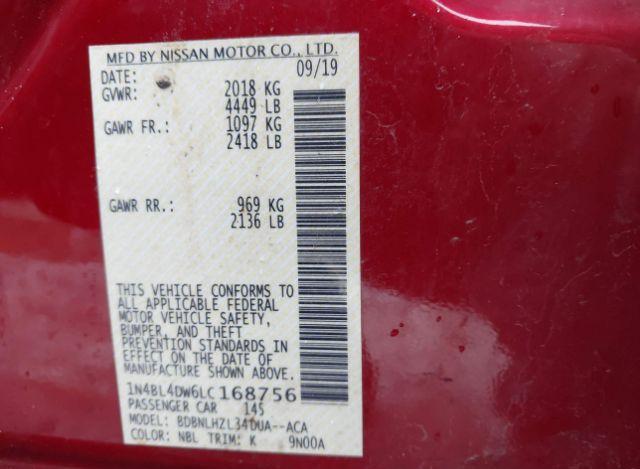 MFD BY NISSAN MOTOR CO., LTD.
DATE: 09/19
GVWR: 2018 KG
4449 LB
GAWR FR.: 1097 KG
2418 LB
GAWR RR.: 969 KG
2136 LB
THIS VEHICLE CONFORMS TO
ALL APPLICABLE FEDERAL
MOTOR VEHICLE SAFETY,
BUMPER, AND THEFT
PREVENTION STANDARDS IN
EFFECT ON THE DATE OF
MANUFACTURE SHOWN ABOVE.
1N4BL4DW6LC168756
PASSENGER CAR 145
MODEL: BDBNLHZL34DUA--ACA
COLOR: NBL TRIM: K 9N00A